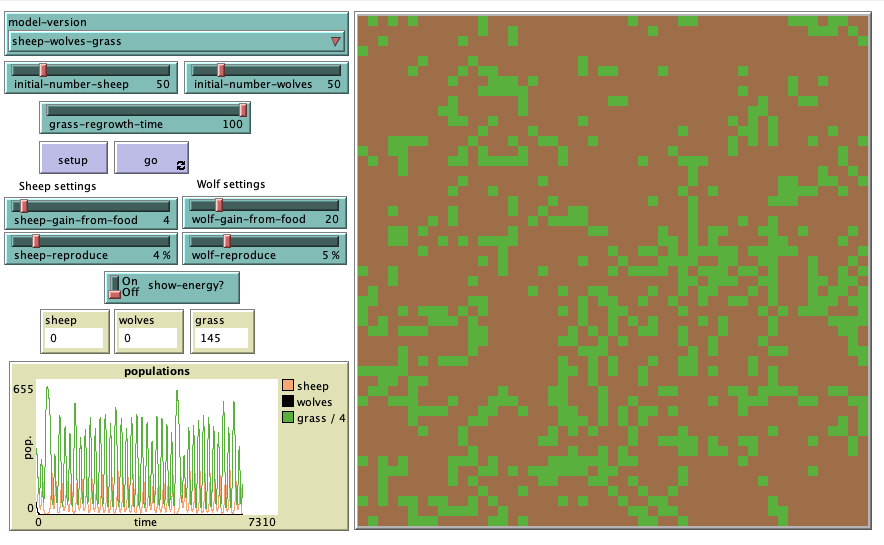 model-version
sheep-wolves-grass
initial-number-sheep 50
initial-number-wolves 50
grass-regrowth-time 100
setup
go
Sheep settings
Wolf settings
sheep-gain-from-food 4
wolf-gain-from-food 20
sheep-reproduce 4 %
wolf-reproduce 5 %
On
Off
show-energy?
sheep
0
wolves
0
grass
145
populations
655
pop.
0
0
time
7310
sheep
wolves
grass / 4